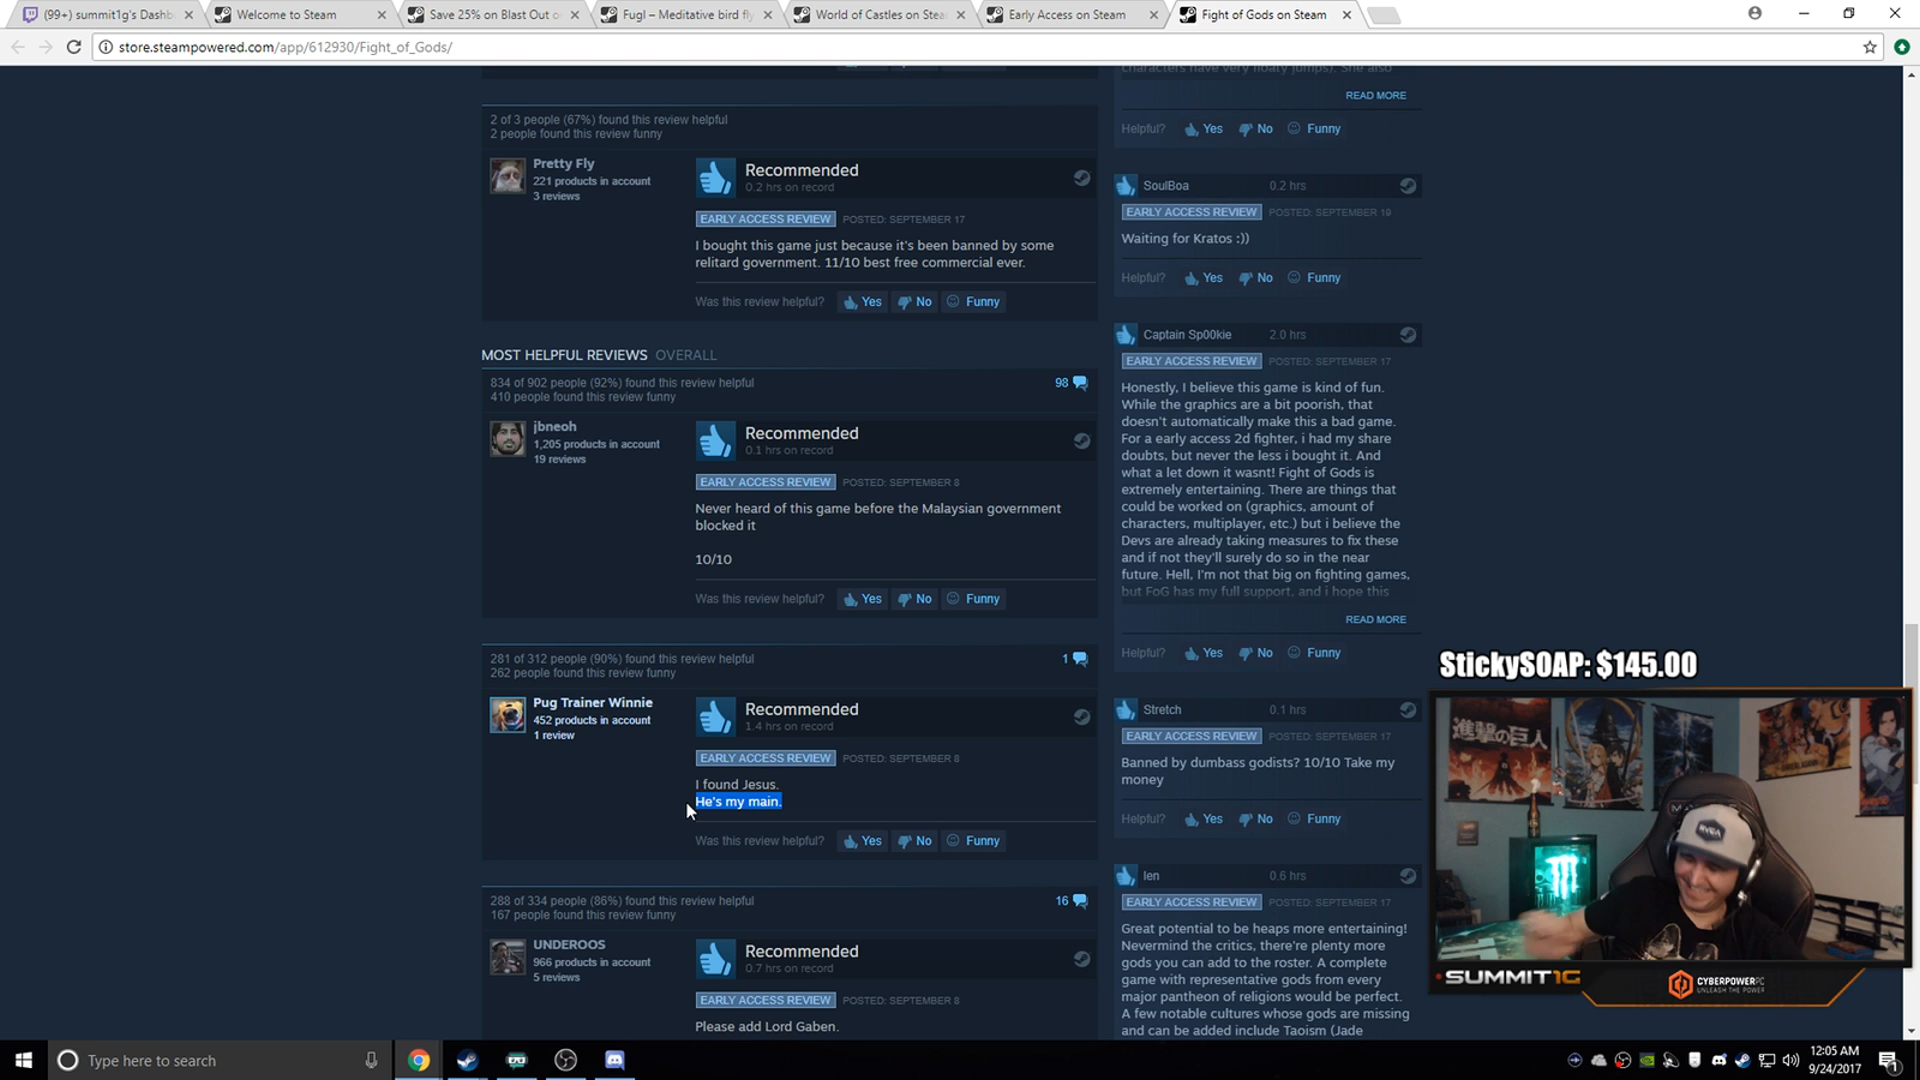 (99+) summit1g's Dashb
Welcome to Steam
Save 25% on Blast Out o
Fugl – Meditative bird fly
World of Castles on Stea
Early Access on Steam
Fight of Gods on Steam
store.steampowered.com/app/612930/Fight_of_Gods/
2 of 3 people (67%) found this review helpful
2 people found this review funny
Pretty Fly
221 products in account
3 reviews
Recommended
0.2 hrs on record
EARLY ACCESS REVIEW POSTED: SEPTEMBER 17
I bought this game just because it's been banned by some
relitard government. 11/10 best free commercial ever.
Was this review helpful? Yes No Funny
MOST HELPFUL REVIEWS OVERALL
834 of 902 people (92%) found this review helpful 98
410 people found this review funny
jbneoh
1,205 products in account
19 reviews
Recommended
0.1 hrs on record
EARLY ACCESS REVIEW POSTED: SEPTEMBER 8
Never heard of this game before the Malaysian government
blocked it
10/10
Was this review helpful? Yes No Funny
281 of 312 people (90%) found this review helpful 1
262 people found this review funny
Pug Trainer Winnie
452 products in account
1 review
Recommended
1.4 hrs on record
EARLY ACCESS REVIEW POSTED: SEPTEMBER 8
I found Jesus.
He's my main.
Was this review helpful? Yes No Funny
288 of 334 people (86%) found this review helpful 16
167 people found this review funny
UNDEROOS
966 products in account
5 reviews
Recommended
0.7 hrs on record
EARLY ACCESS REVIEW POSTED: SEPTEMBER 8
Please add Lord Gaben.
characters have very floaty jumps). She also
READ MORE
Helpful? Yes No Funny
SoulBoa 0.2 hrs
EARLY ACCESS REVIEW POSTED: SEPTEMBER 19
Waiting for Kratos :))
Helpful? Yes No Funny
Captain Sp00kie 2.0 hrs
EARLY ACCESS REVIEW POSTED: SEPTEMBER 17
Honestly, I believe this game is kind of fun.
While the graphics are a bit poorish, that
doesn't automatically make this a bad game.
For a early access 2d fighter, i had my share
doubts, but never the less i bought it. And
what a let down it wasnt! Fight of Gods is
extremely entertaining. There are things that
could be worked on (graphics, amount of
characters, multiplayer, etc.) but i believe the
Devs are already taking measures to fix these
and if not they'll surely do so in the near
future. Hell, I'm not that big on fighting games,
but FoG has my full support, and i hope this
READ MORE
Helpful? Yes No Funny
Stretch 0.1 hrs
EARLY ACCESS REVIEW POSTED: SEPTEMBER 17
Banned by dumbass godists? 10/10 Take my
money
Helpful? Yes No Funny
len 0.6 hrs
EARLY ACCESS REVIEW POSTED: SEPTEMBER 17
Great potential to be heaps more entertaining!
Nevermind the critics, there're plenty more
gods you can add to the roster. A complete
game with representative gods from every
major pantheon of religions would be perfect.
A few notable cultures whose gods are missing
and can be added include Taoism (Jade
StickySOAP: $145.00
進撃の巨人
SUMMIT1G
CYBERPOWERPC
UNLEASH THE POWER
Type here to search
12:05 AM
9/24/2017
1